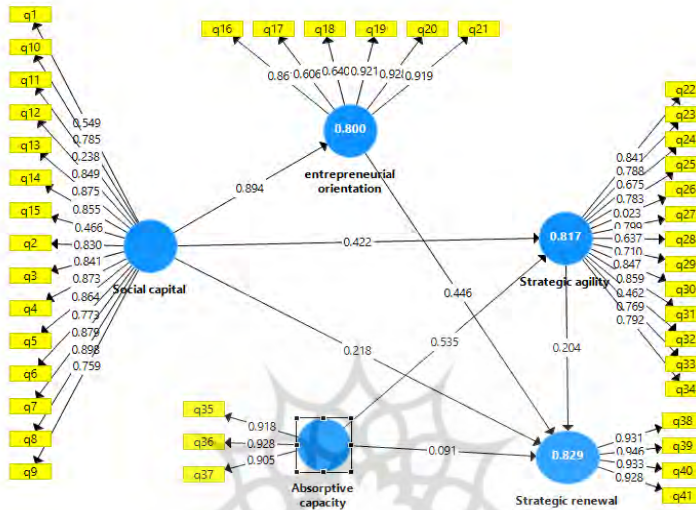 q1
q10
q11
q12
q13
q14
q15
q2
q3
q4
q5
q6
q7
q8
q9
0.549
0.785
0.238
0.849
0.875
0.855
0.466
0.830
0.841
0.873
0.864
0.773
0.879
0.898
0.759
Social capital
q16 q17 q18 q19 q20 q21
0.606 0.640 0.921 0.919
0.800
entrepreneurial
orientation
0.894
0.422
0.446
0.218
0.535
0.204
0.091
q22
q23
q24
q25
q26
q27
q28
q29
q30
q31
q32
q33
q34
0.841
0.788
0.675
0.783
0.023
0.799
0.637
0.710
0.847
0.859
0.462
0.769
0.792
0.817
Strategic agility
q35
q36
q37
0.918
0.928
0.905
Absorptive
capacity
0.829
Strategic renewal
0.931
0.946
0.933
0.928
q38
q39
q40
q41